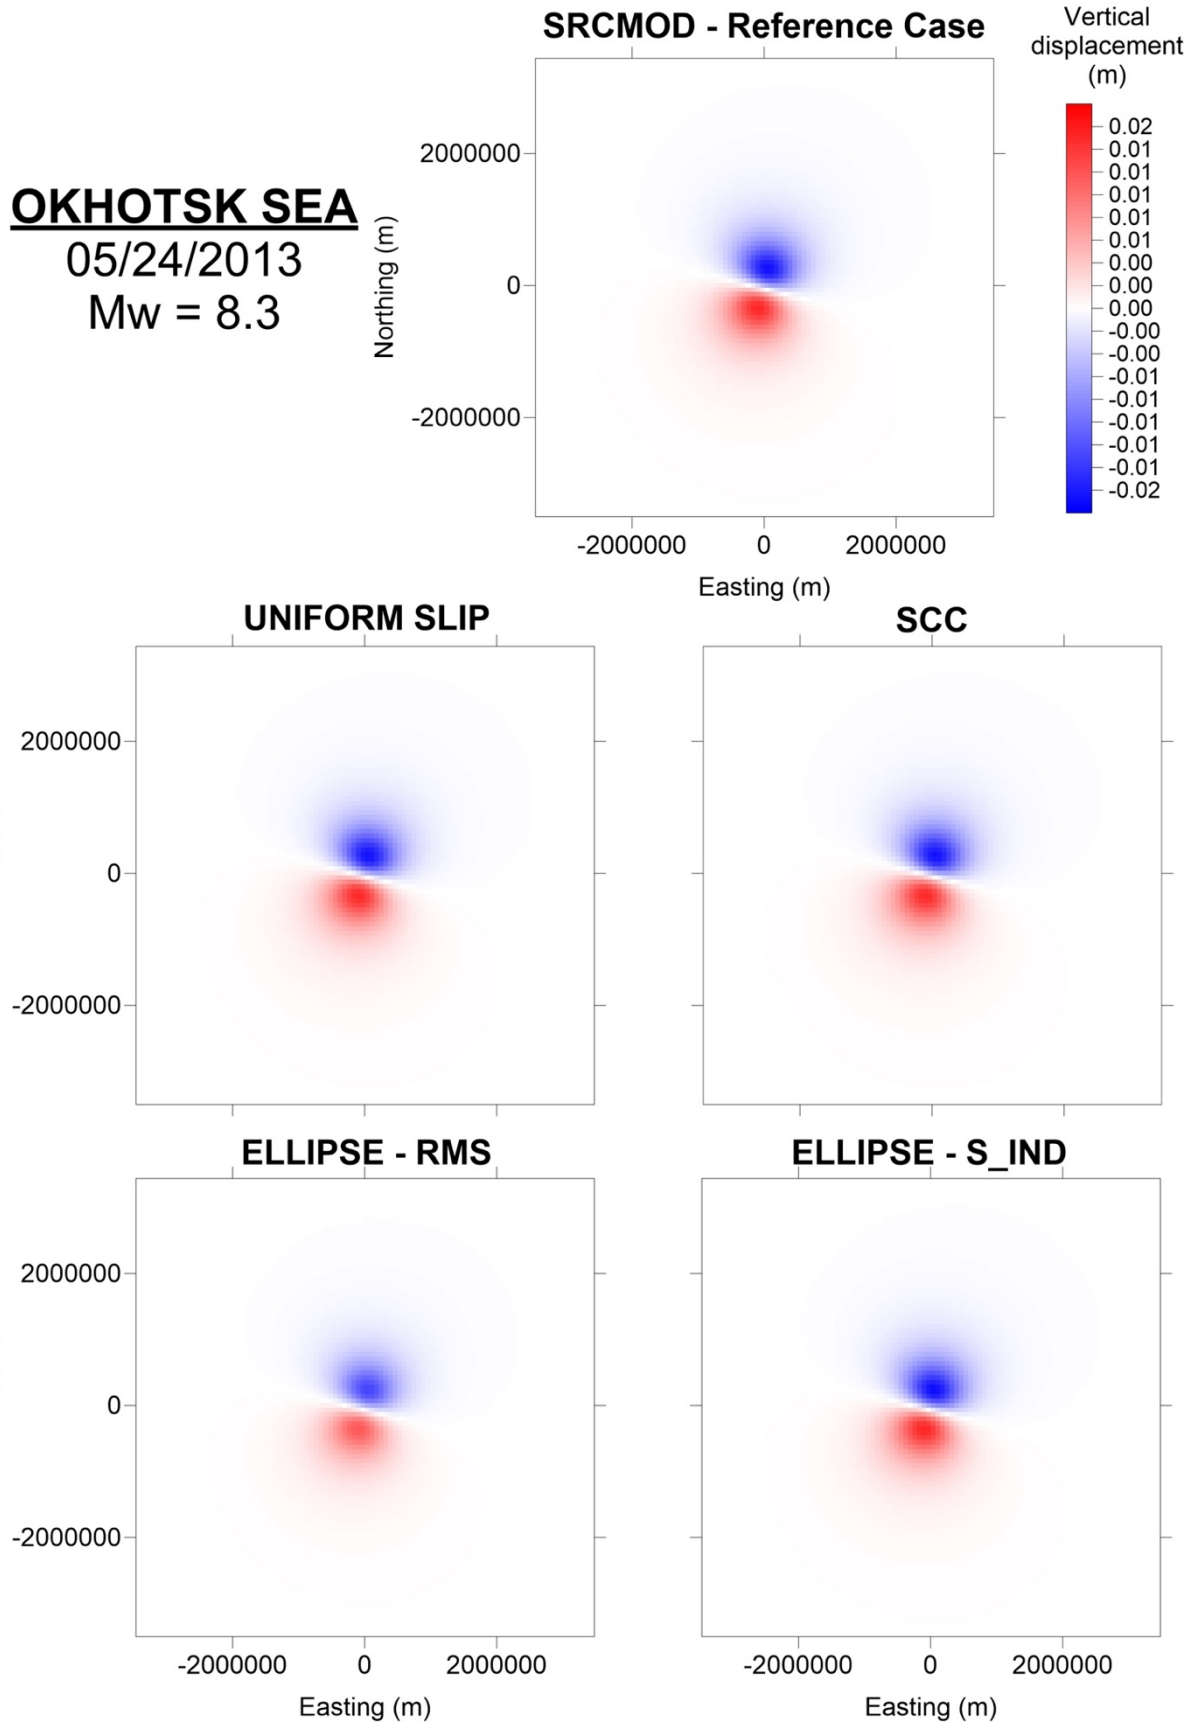 SRCMOD - Reference Case
Vertical
displacement
(m)
OKHOTSK SEA
05/24/2013
Mw = 8.3
Northing (m)
2000000
0
-2000000
-2000000 0 2000000
Easting (m)
0.02
0.01
0.01
0.01
0.01
0.01
0.00
0.00
0.00
-0.00
-0.00
-0.01
-0.01
-0.01
-0.01
-0.01
-0.02
UNIFORM SLIP
2000000
0
-2000000
SCC
ELLIPSE - RMS
2000000
0
-2000000
-2000000 0 2000000
Easting (m)
ELLIPSE - S_IND
-2000000 0 2000000
Easting (m)